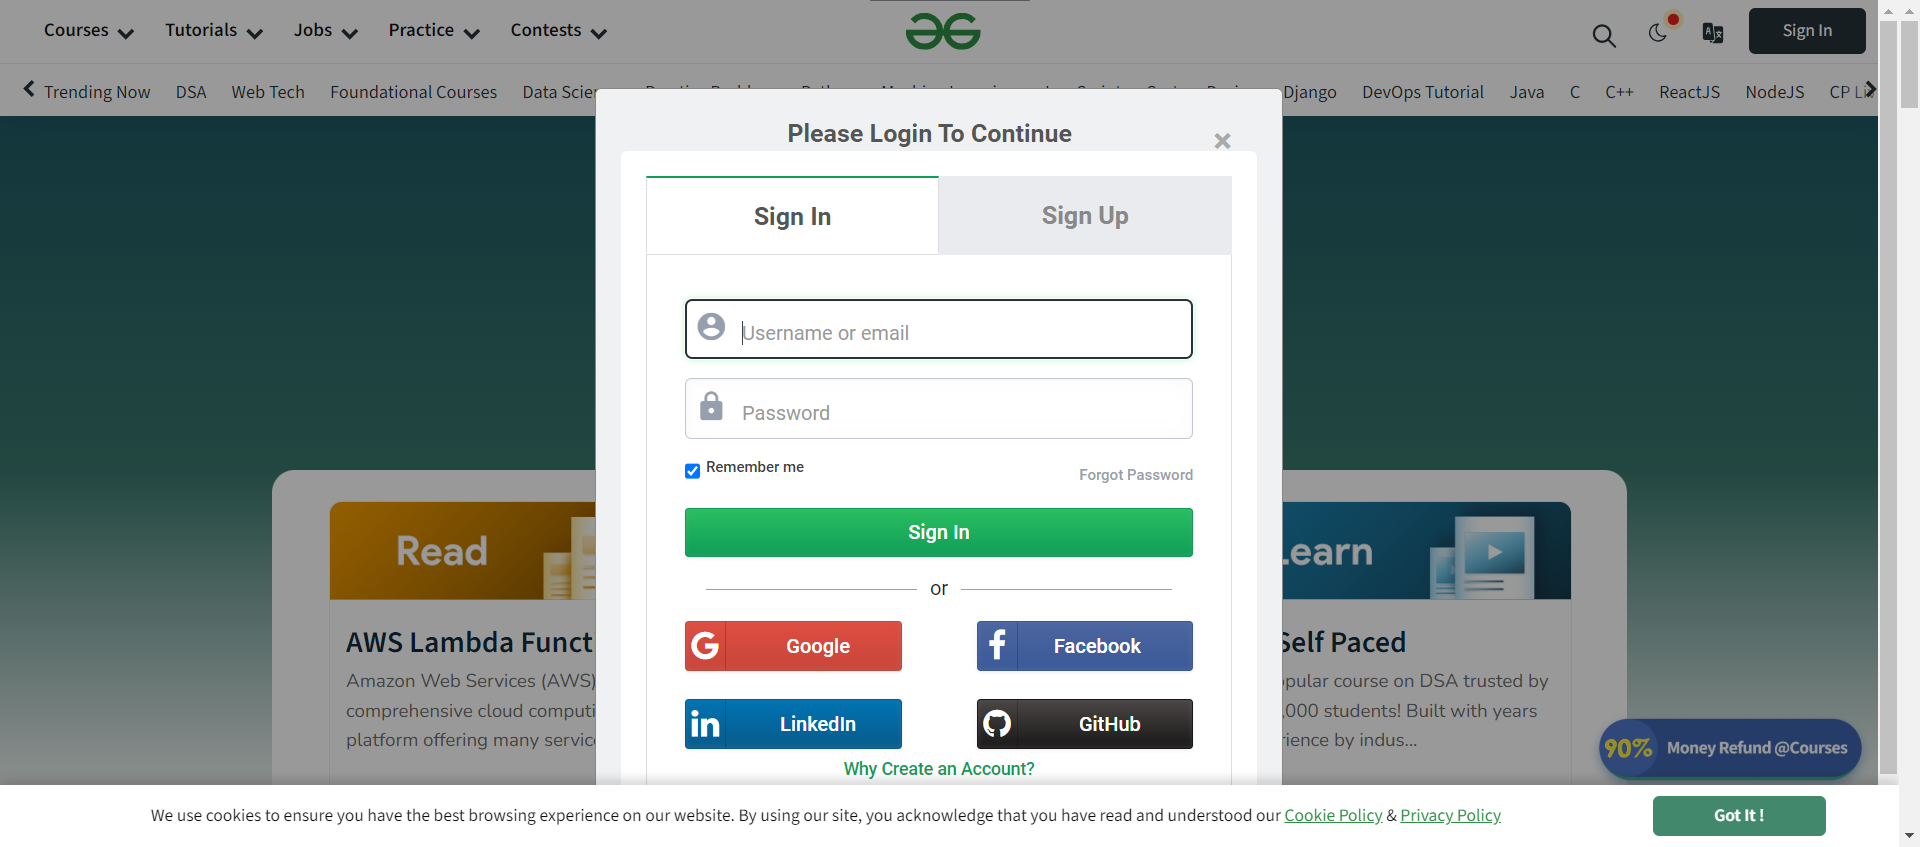 Courses Tutorials Jobs Practice Contests
Sign In
Trending Now DSA Web Tech Foundational Courses Data Django DevOps Tutorial Java C C++ ReactJS NodeJS CP
Please Login To Continue
×
Sign In Sign Up
Username or email
Password
Remember me
Forgot Password
Sign In
or
Google Facebook
LinkedIn GitHub
Why Create an Account?
Read
AWS Lambda Funct
Amazon Web Services (AWS)
comprehensive cloud computi
platform offering many servic
earn
Self Paced
opular course on DSA trusted by
,000 students! Built with years
rience by indus...
90% Money Refund @Courses
We use cookies to ensure you have the best browsing experience on our website. By using our site, you acknowledge that you have read and understood our Cookie Policy & Privacy Policy
Got It !